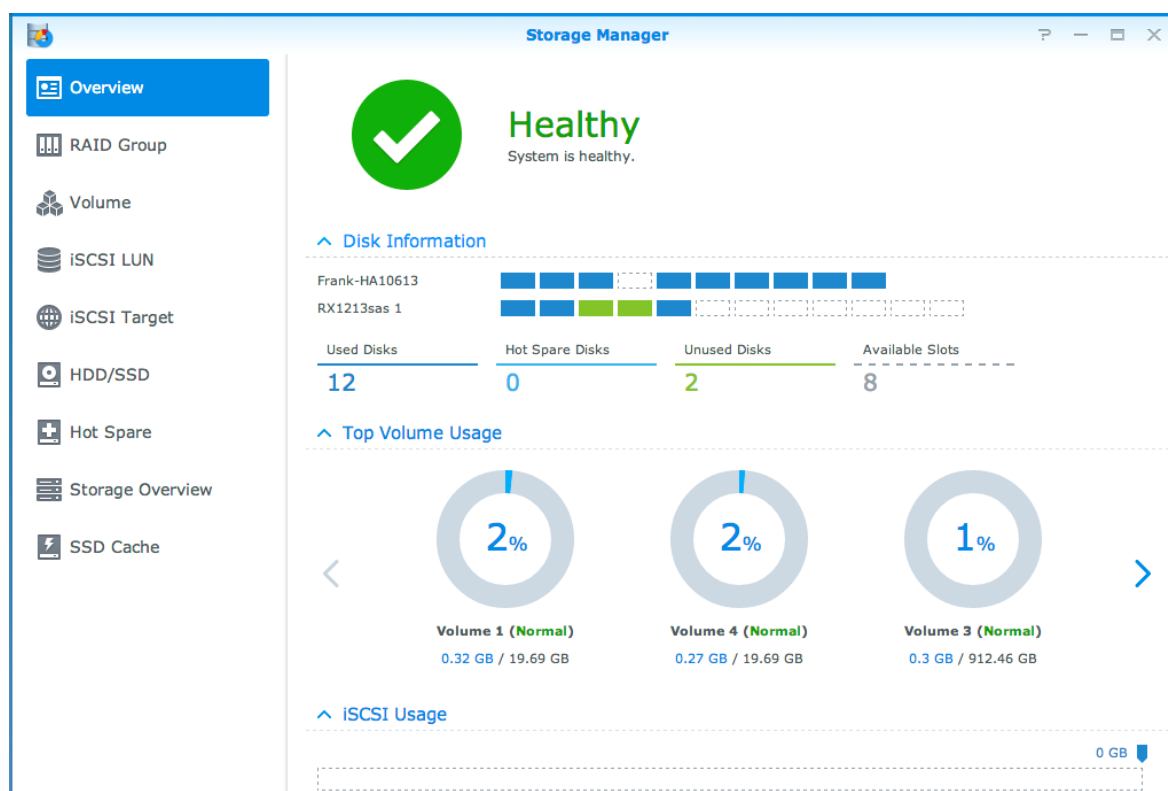 Storage Manager
Overview
RAID Group
Volume
iSCSI LUN
iSCSI Target
HDD/SSD
Hot Spare
Storage Overview
SSD Cache
Healthy
System is healthy.
Disk Information
Frank-HA10613
RX1213sas 1
Used Disks Hot Spare Disks Unused Disks Available Slots
12 0 2 8
Top Volume Usage
2% 2% 1%
Volume 1 (Normal) Volume 4 (Normal) Volume 3 (Normal)
0.32 GB / 19.69 GB 0.27 GB / 19.69 GB 0.3 GB / 912.46 GB
iSCSI Usage
0 GB